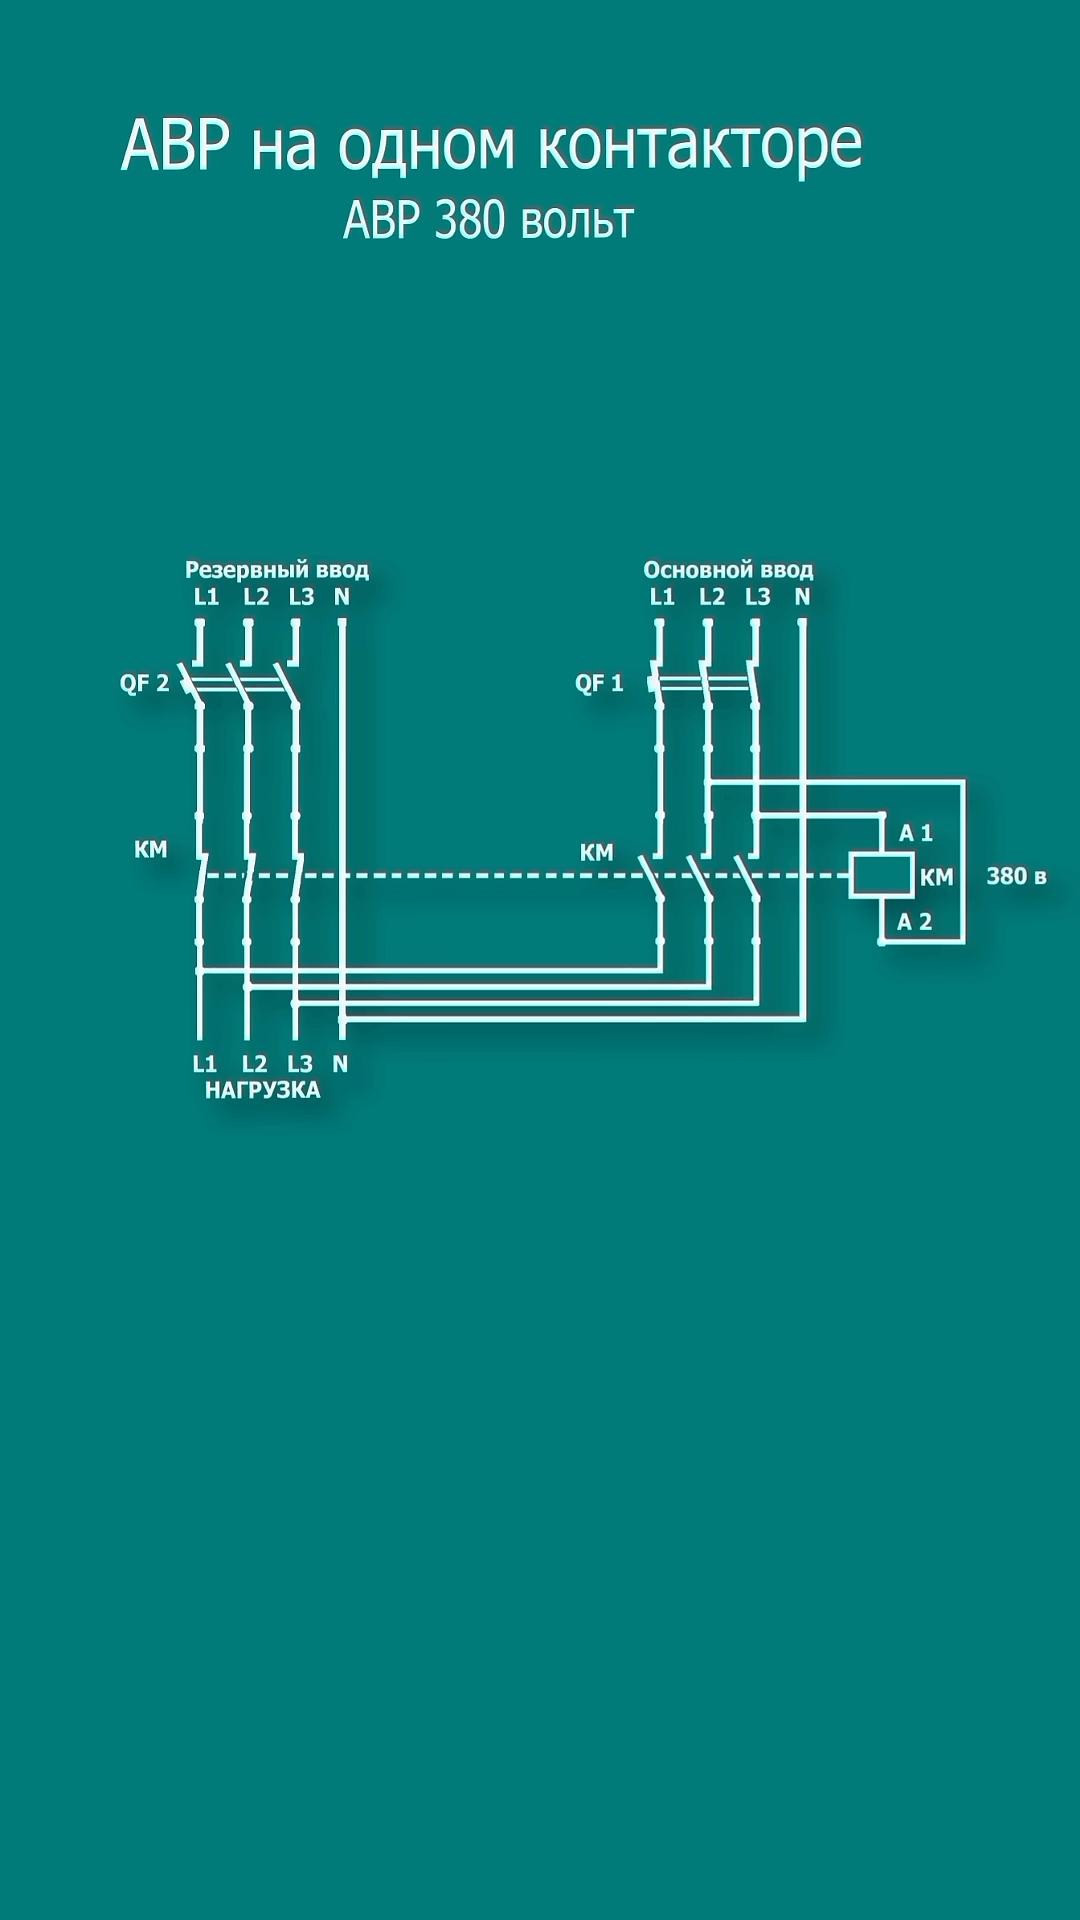 АВР на одном контакторе
АВР 380 вольт
Резервный ввод
L1 L2 L3 N
Основной ввод
L1 L2 L3 N
QF 2
QF 1
А 1
КМ
КМ
КМ
380 в
А 2
L1 L2 L3 N
НАГРУЗКА